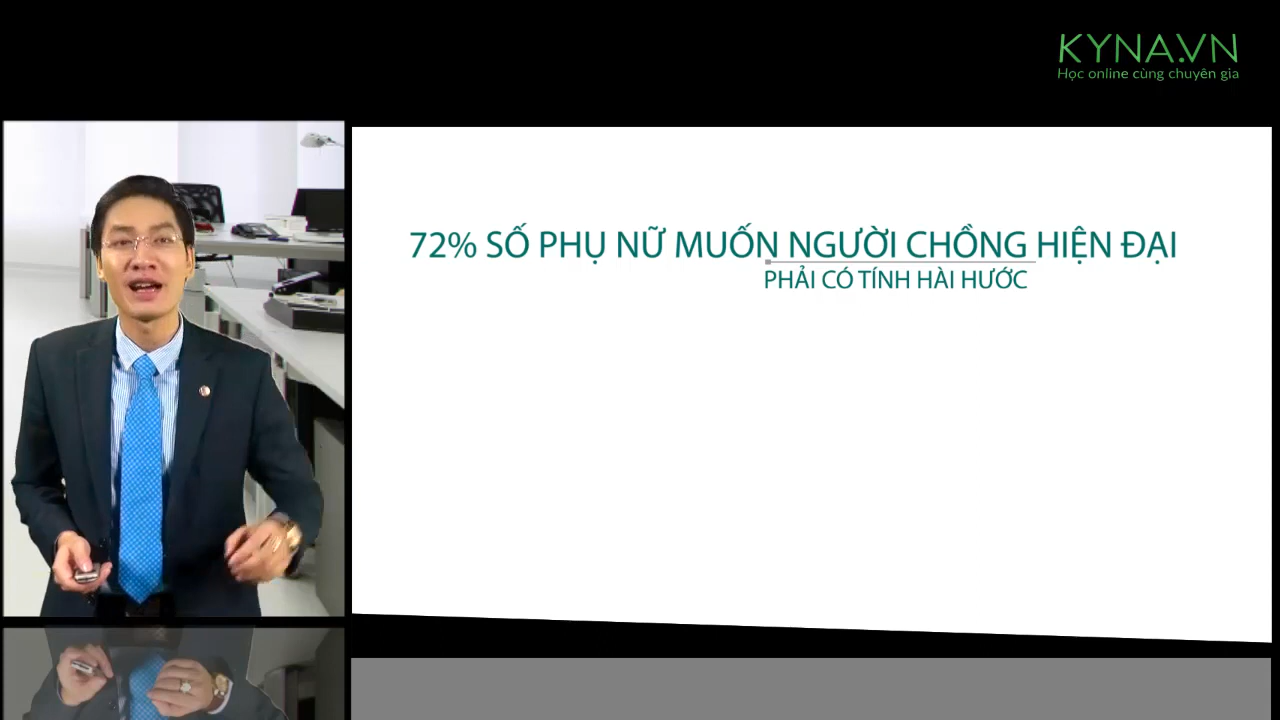 KYNA.VN
Học online cùng chuyên gia
72% SỐ PHỤ NỮ MUỐN NGƯỜI CHỒNG HIỆN ĐẠI
PHẢI CÓ TÍNH HÀI HƯỚC